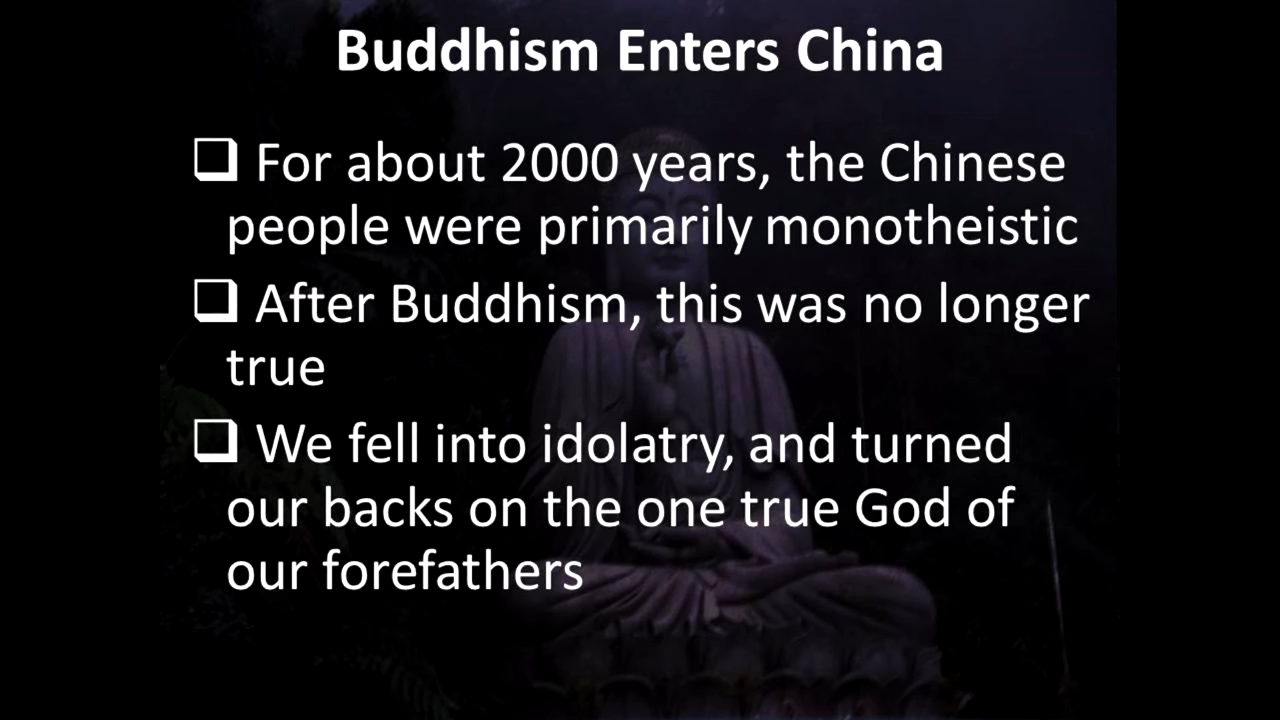 Buddhism Enters China
❑ For about 2000 years, the Chinese
people were primarily monotheistic
❑ After Buddhism, this was no longer
true
❑ We fell into idolatry, and turned
our backs on the one true God of
our forefathers